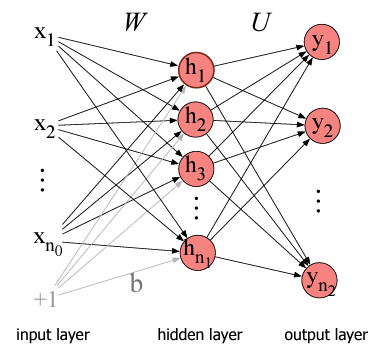 W U
x1 h1 y1
x2 h2 y2
h3
⋮ ⋮ ⋮
xn0 hn1 yn2
+1 b
input layer hidden layer output layer